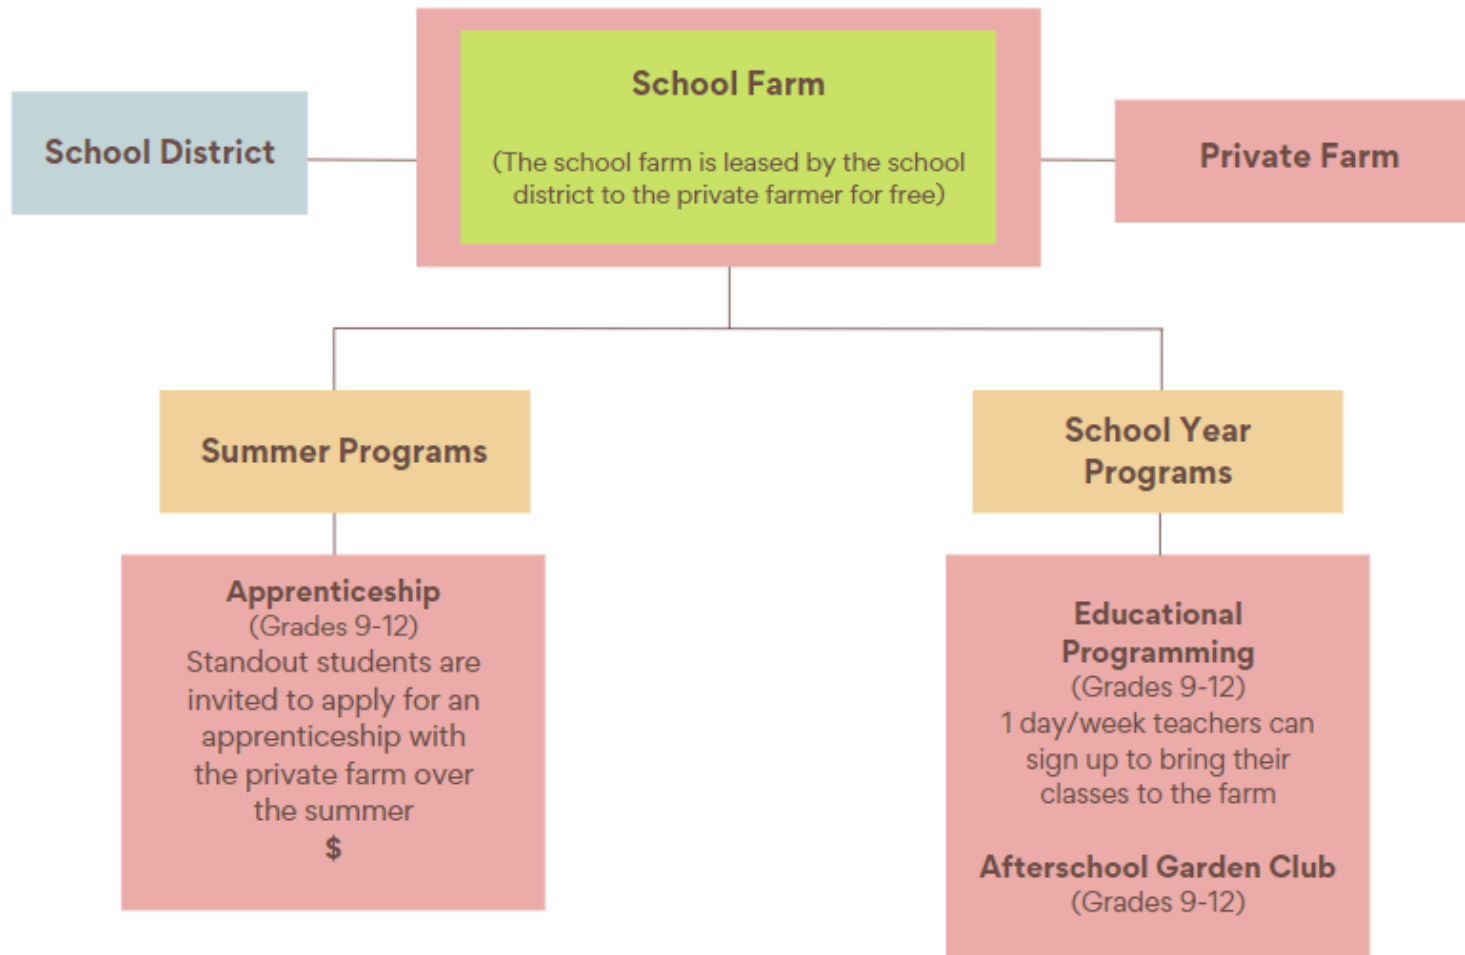 School Farm
(The school farm is leased by the school
district to the private farmer for free)
School District
Private Farm
Summer Programs
School Year
Programs
Apprenticeship
(Grades 9-12)
Standout students are
invited to apply for an
apprenticeship with
the private farm over
the summer
$
Educational
Programming
(Grades 9-12)
1 day/week teachers can
sign up to bring their
classes to the farm
Afterschool Garden Club
(Grades 9-12)